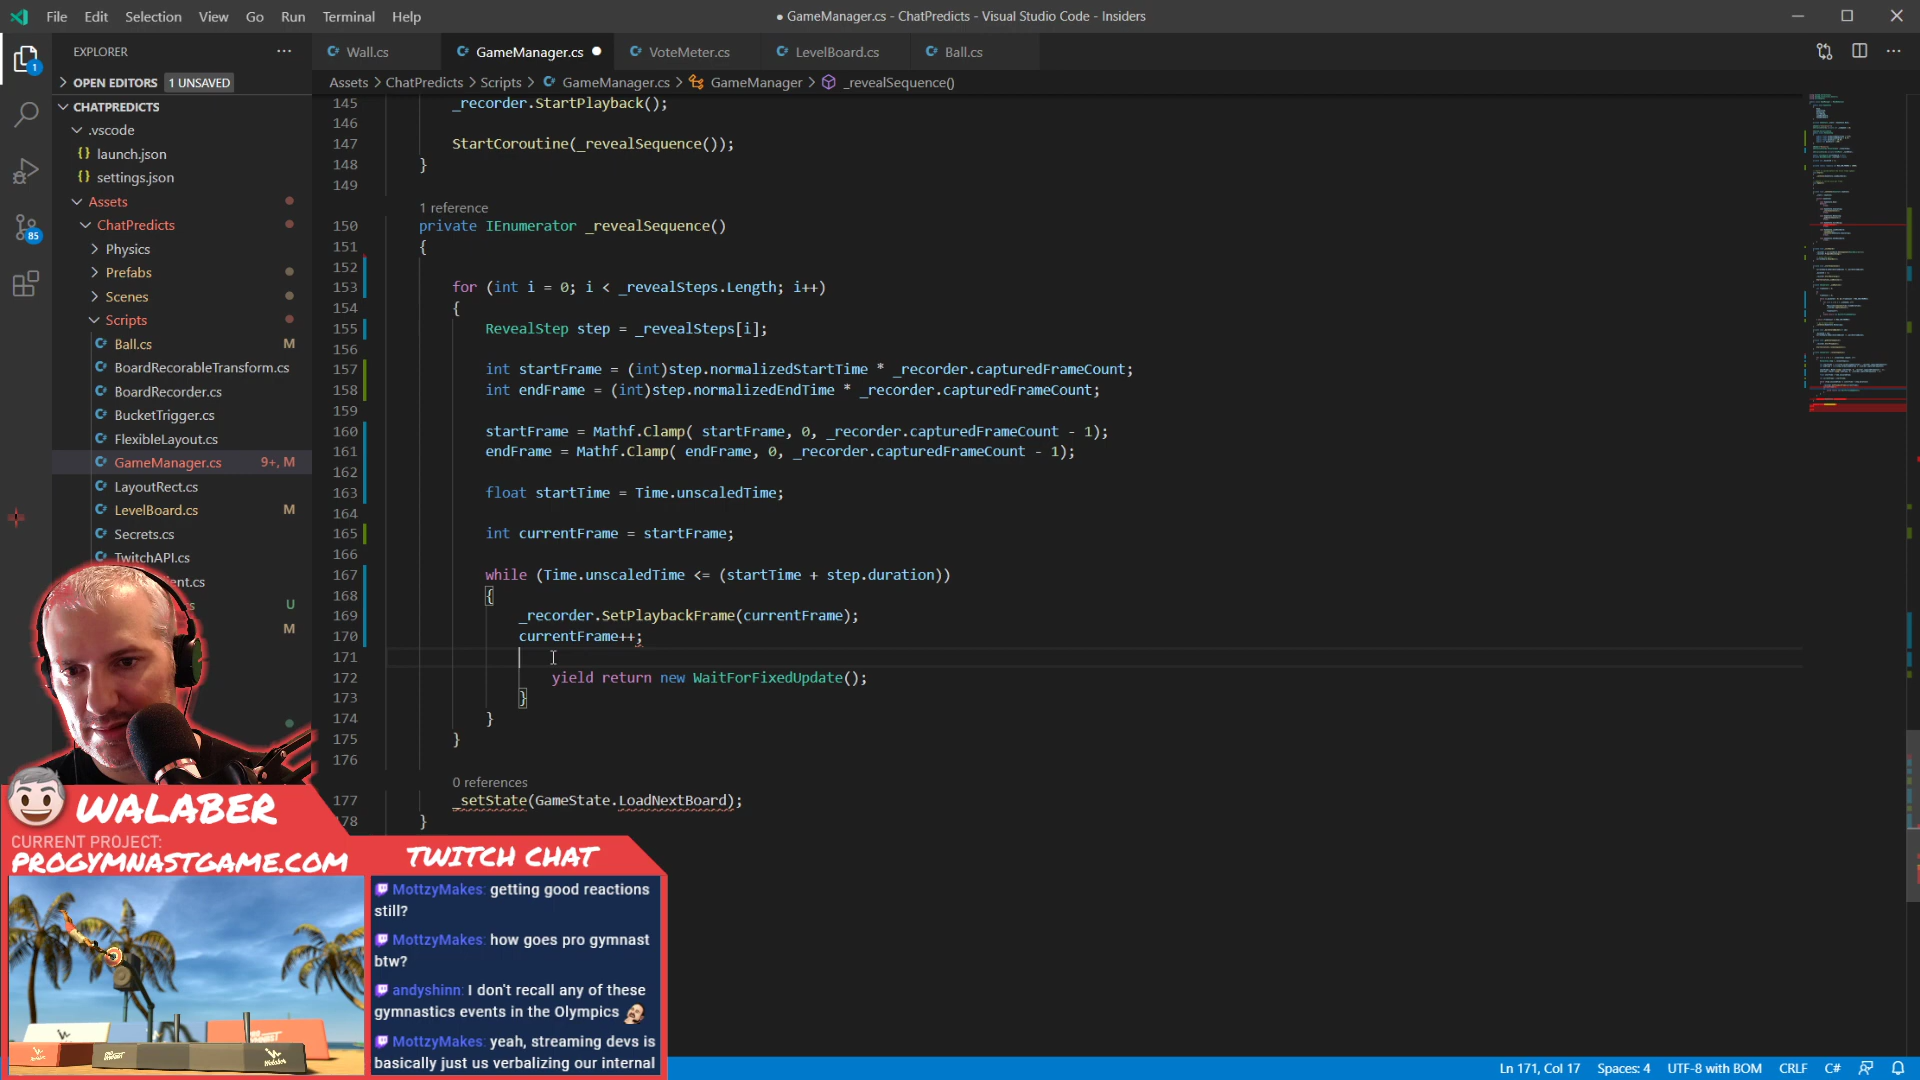 File Edit Selection View Go Run Terminal Help
● GameManager.cs - ChatPredicts - Visual Studio Code - Insiders
EXPLORER
Wall.cs
GameManager.cs
VoteMeter.cs
LevelBoard.cs
Ball.cs
OPEN EDITORS 1 UNSAVED
Assets > ChatPredicts > Scripts > GameManager.cs > GameManager > _revealSequence()
CHATPREDICTS
.vscode
launch.json
settings.json
Assets
ChatPredicts
Physics
Prefabs
Scenes
Scripts
Ball.cs M
BoardRecorableTransform.cs
BoardRecorder.cs
BucketTrigger.cs
FlexibleLayout.cs
GameManager.cs 9+, M
LayoutRect.cs
LevelBoard.cs M
Secrets.cs
TwitchAPI.cs
ent.cs
U
M
1
85
145 _recorder.StartPlayback();
146
147 StartCoroutine(_revealSequence());
148 }
149
1 reference
150 private IEnumerator _revealSequence()
151 {
152
153 for (int i = 0; i < _revealSteps.Length; i++)
154 {
155 RevealStep step = _revealSteps[i];
156
157 int startFrame = (int)step.normalizedStartTime * _recorder.capturedFrameCount;
158 int endFrame = (int)step.normalizedEndTime * _recorder.capturedFrameCount;
159
160 startFrame = Mathf.Clamp( startFrame, 0, _recorder.capturedFrameCount - 1);
161 endFrame = Mathf.Clamp( endFrame, 0, _recorder.capturedFrameCount - 1);
162
163 float startTime = Time.unscaledTime;
164
165 int currentFrame = startFrame;
166
167 while (Time.unscaledTime <= (startTime + step.duration))
168 {
169 _recorder.SetPlaybackFrame(currentFrame);
170 currentFrame++;
171
172 yield return new WaitForFixedUpdate();
173 }
174 }
175 }
176
0 references
177 _setState(GameState.LoadNextBoard);
78 }
WALABER
CURRENT PROJECT:
PROGYMNASTGAME.COM
TWITCH CHAT
MottzyMakes: getting good reactions
still?
MottzyMakes: how goes pro gymnast
btw?
andyshinn: I don't recall any of these
gymnastics events in the Olympics
MottzyMakes: yeah, streaming devs is
basically just us verbalizing our internal
Ln 171, Col 17 Spaces: 4 UTF-8 with BOM CRLF C#